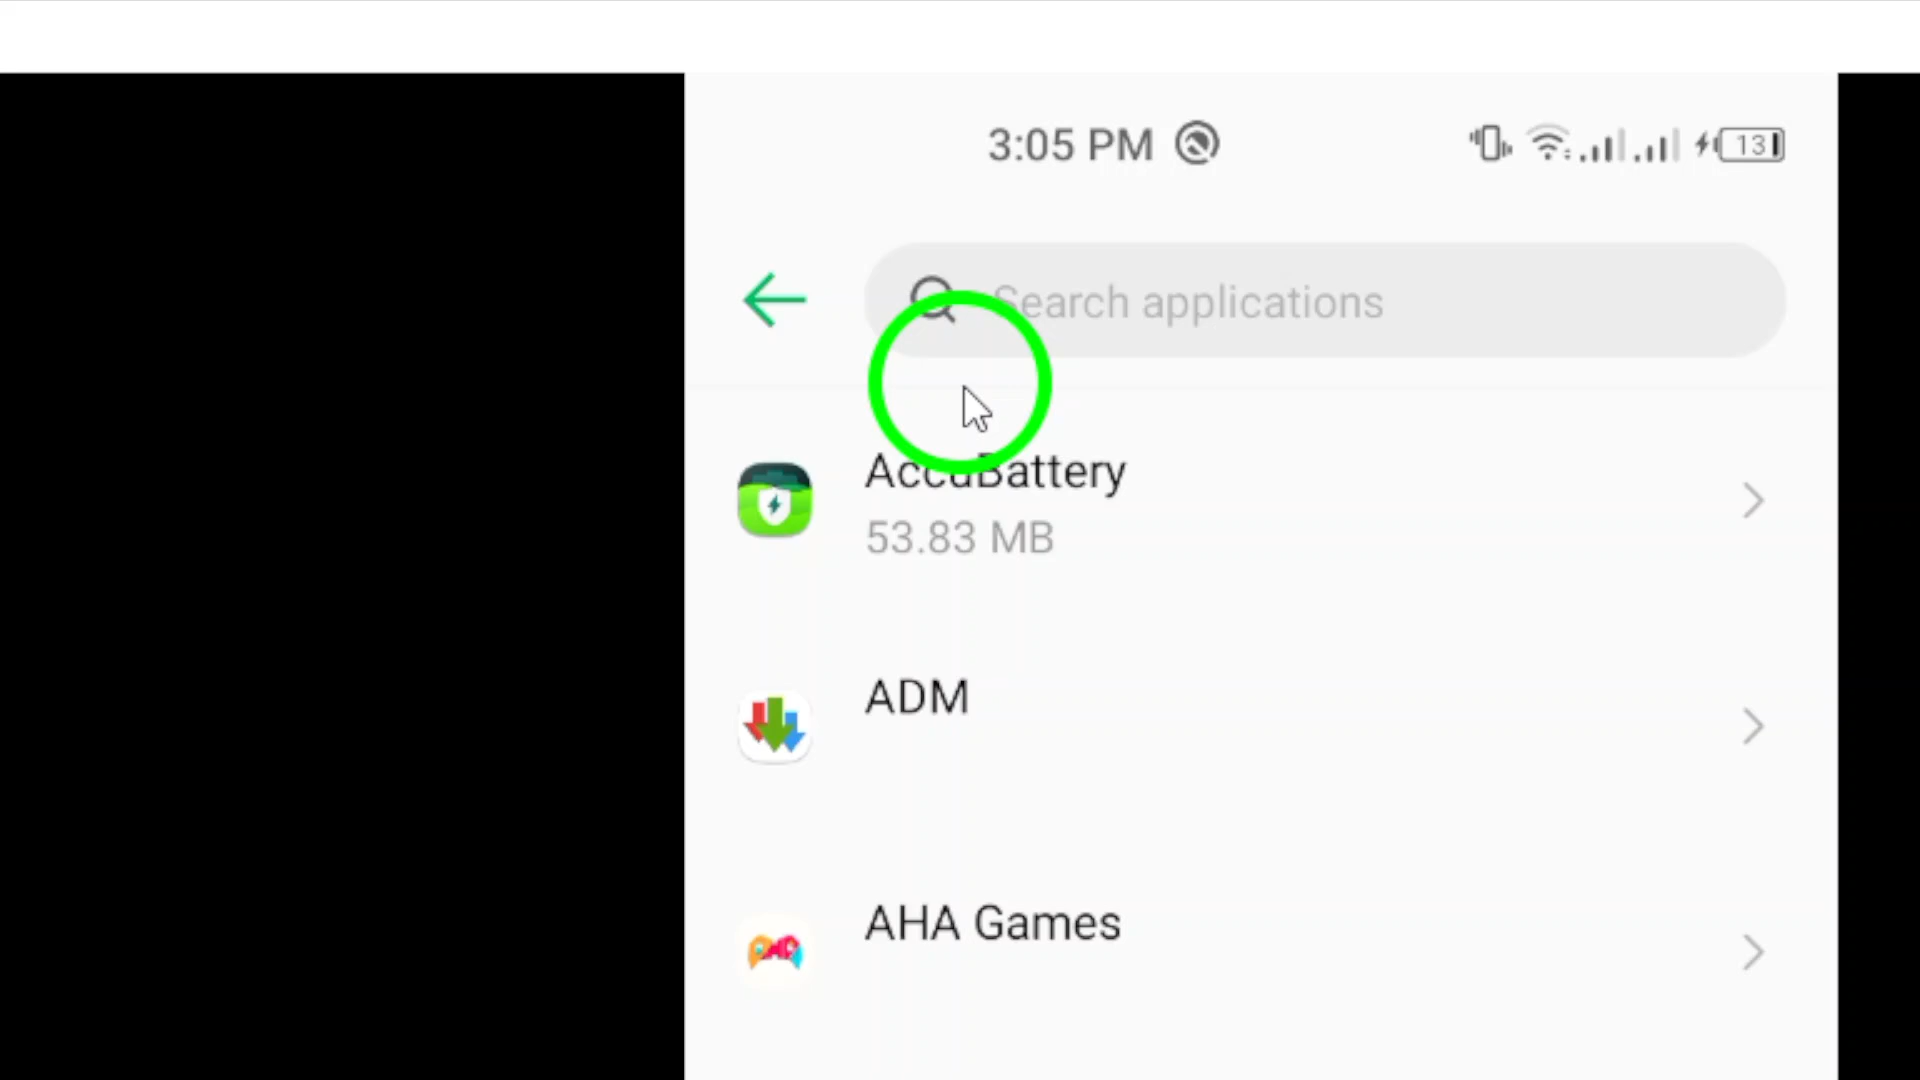 3:05 PM 13
Search applications
AccuBattery
53.83 MB
ADM
AHA Games